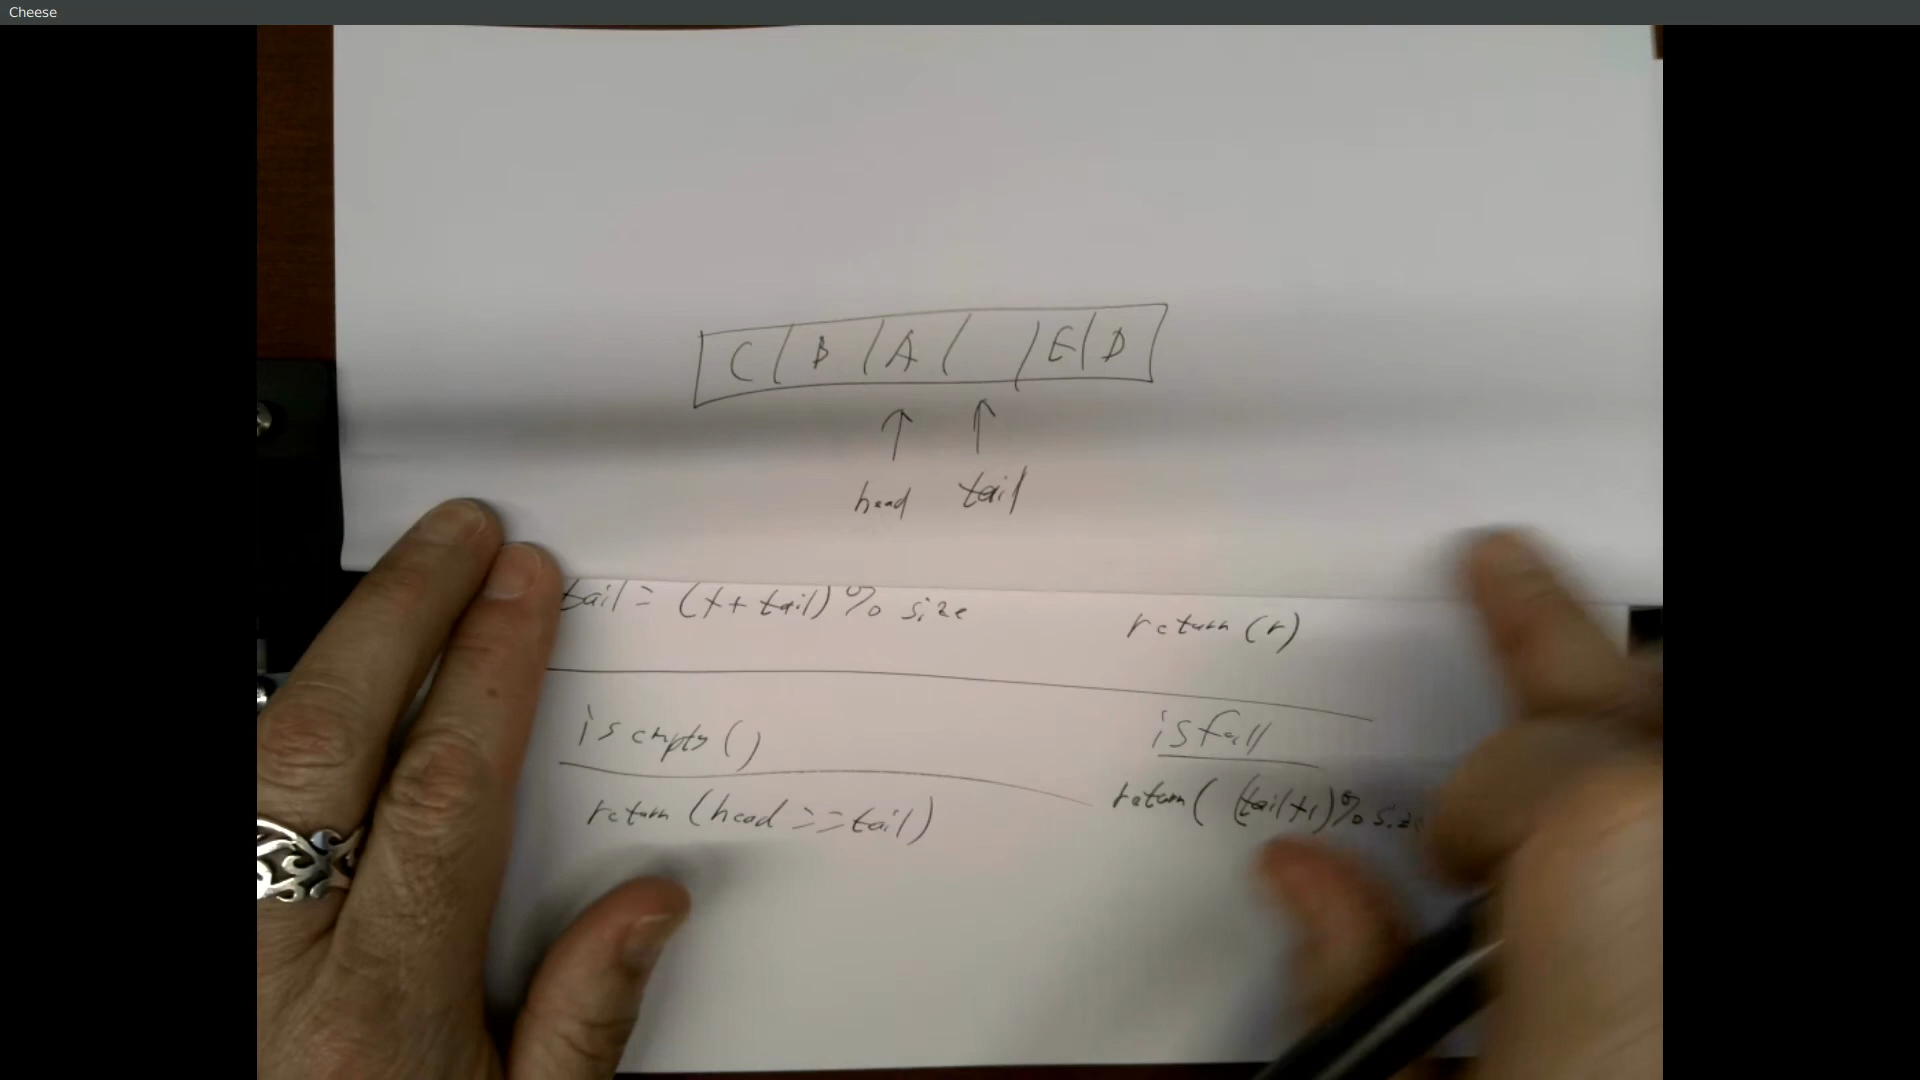 Cheese
C B A E D
head tail
tail = (1+tail) % size
return (r)
isempty()
isfull
return (head == tail)
return ( (tail+1)% size